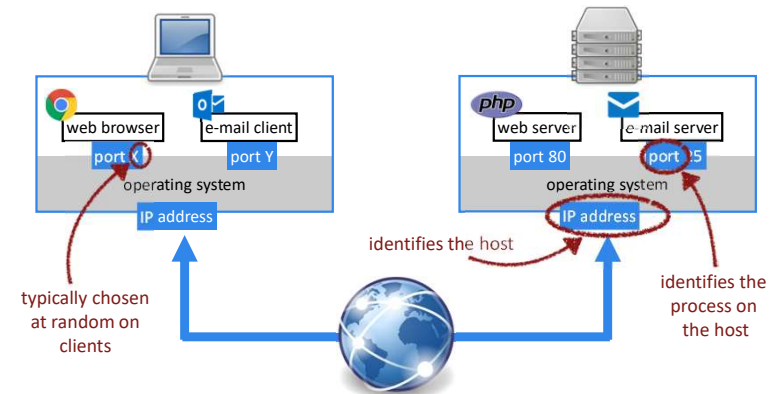 php
web browser
e-mail client
web server
e-mail server
port X
port Y
port 80
port 25
operating system
operating system
IP address
IP address
identifies the host
typically chosen
at random on
clients
identifies the
process on
the host